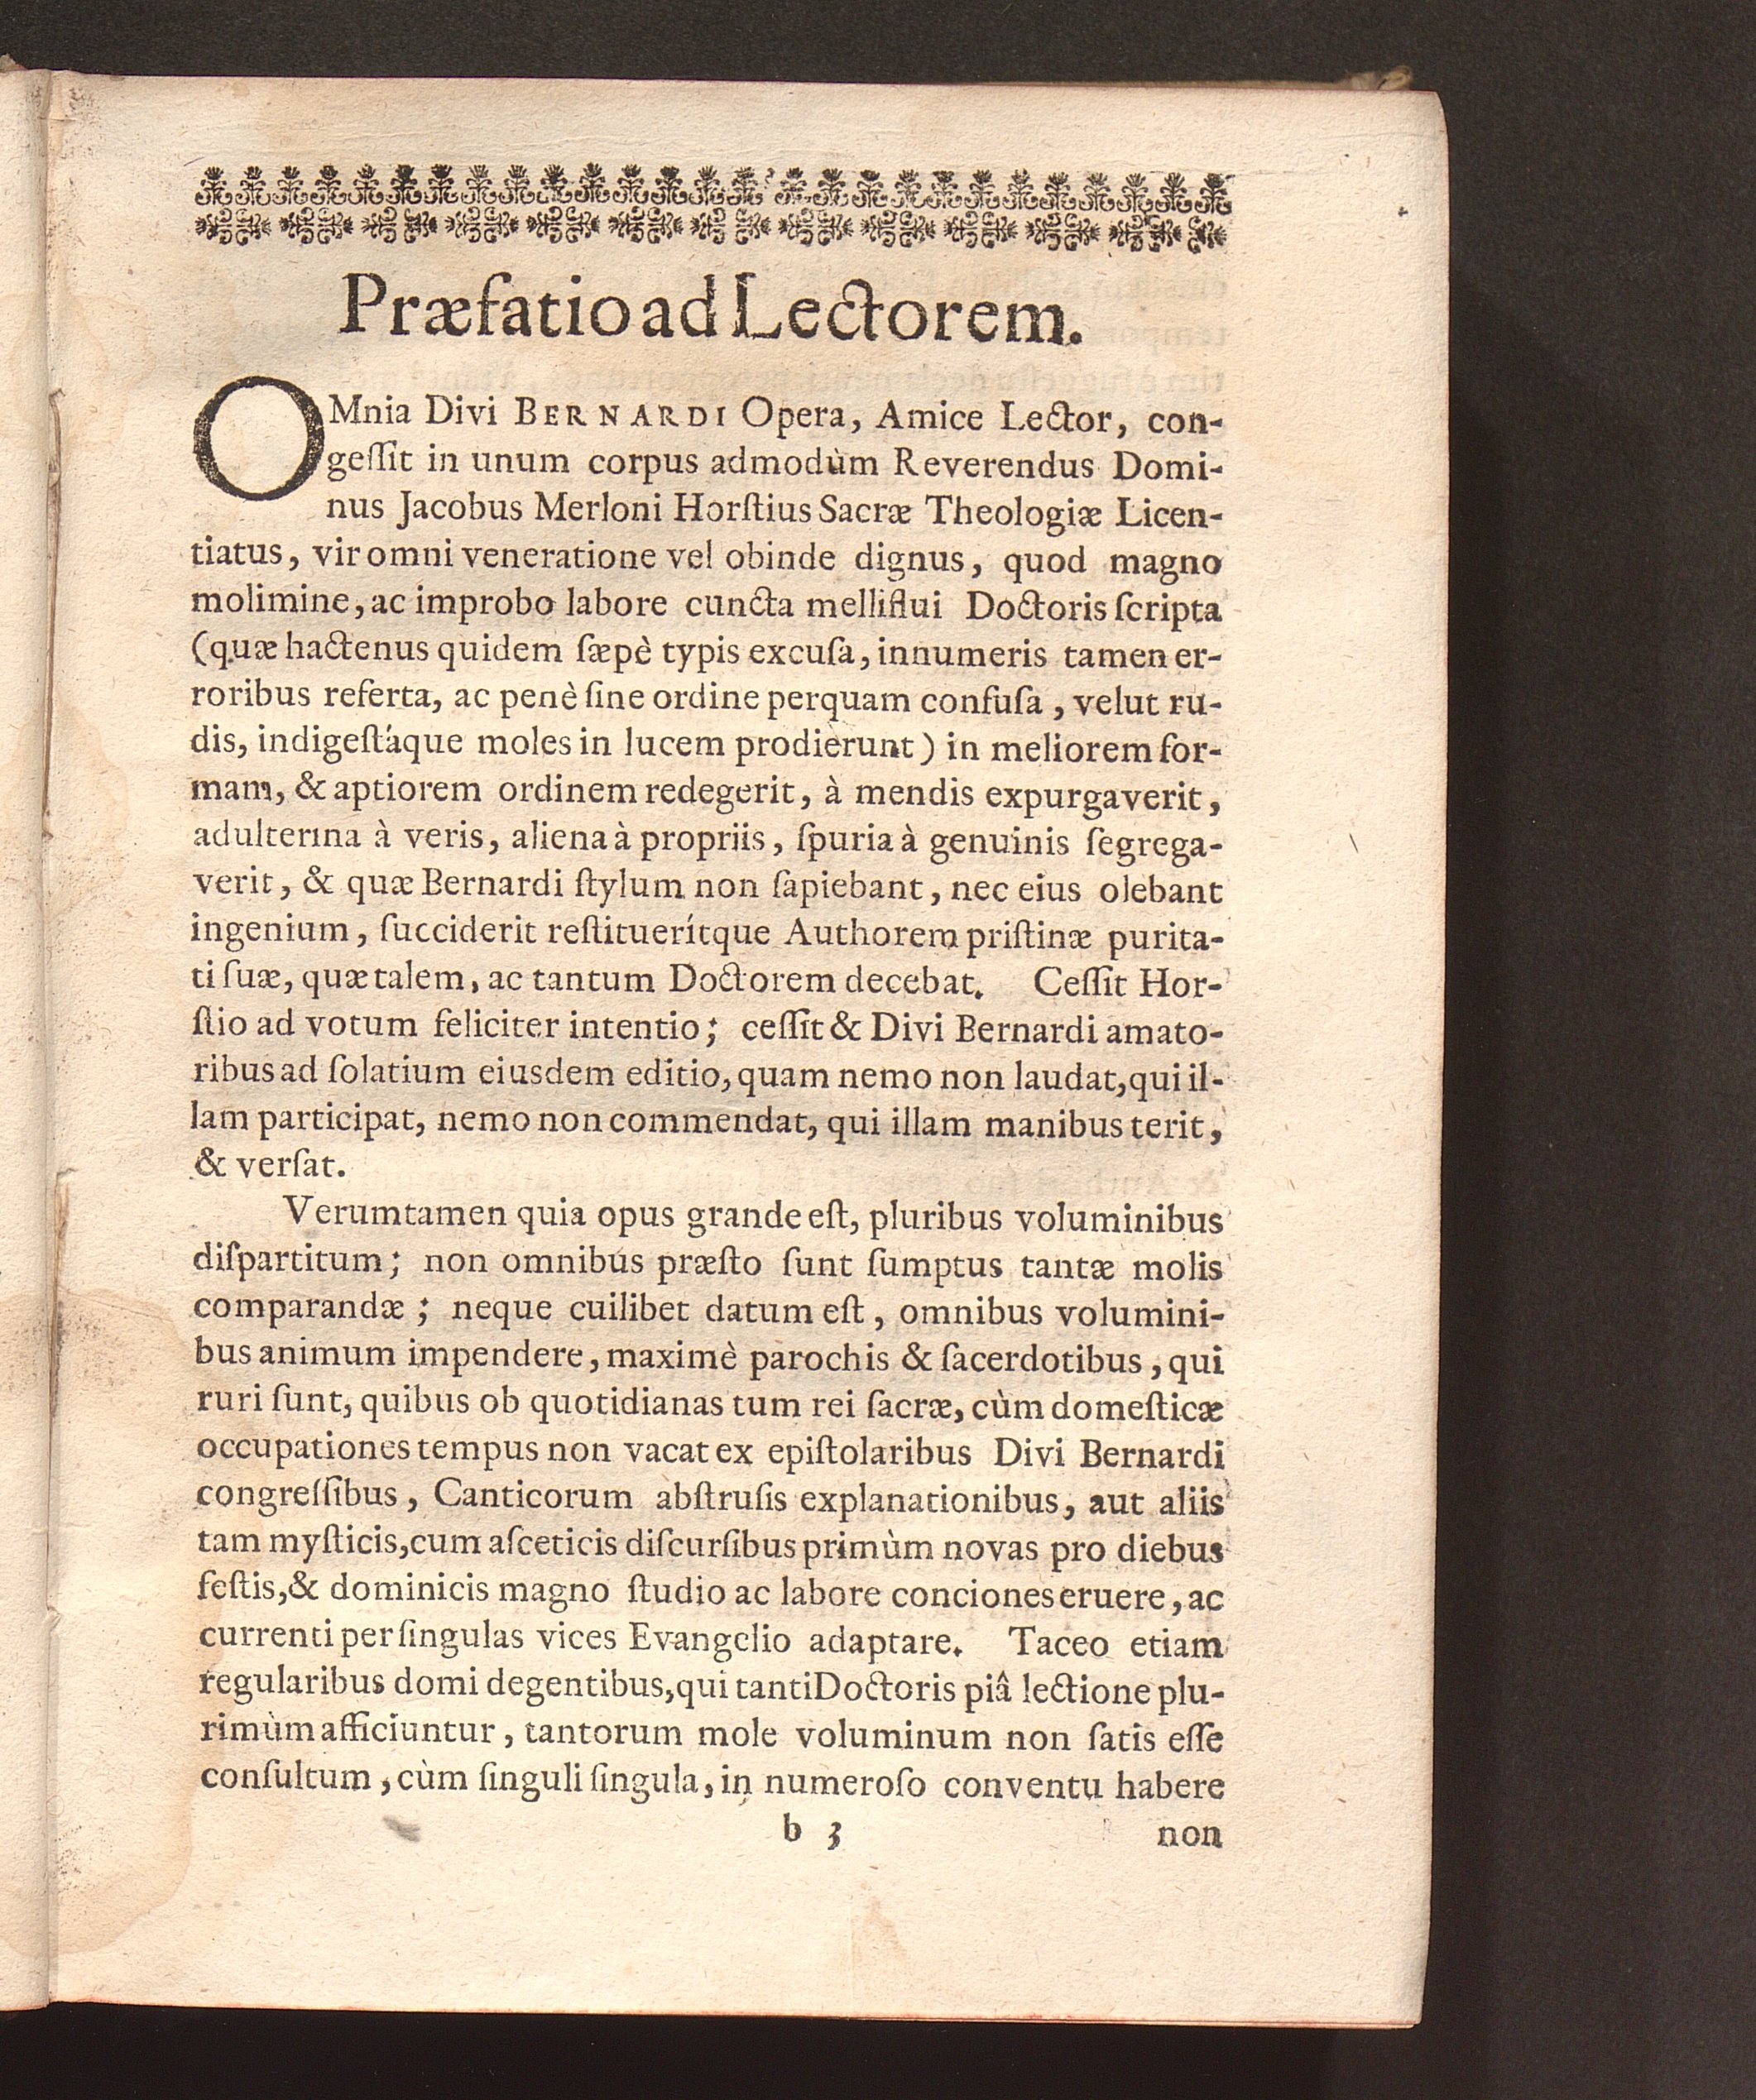 Præfatio ad Lectorem.
OMnia Divi BERNARDI Opera, Amice Lector, con-
geſſit in unum corpus admodùm Reverendus Domi-
nus Jacobus Merloni Horſtius Sacræ Theologiæ Licen-
tiatus, vir omni veneratione vel obinde dignus, quod magno
molimine, ac improbo labore cuncta melliflui Doctoris ſcripta
(quæ hactenus quidem ſæpè typis excuſa, innumeris tamen er-
roribus referta, ac penè ſine ordine perquam confuſa, velut ru-
dis, indigeſtáque moles in lucem prodièrunt) in meliorem for-
mam, & aptiorem ordinem redegerit, à mendis expurgaverit,
adulterina à veris, aliena à propriis, ſpuria à genuinis ſegrega-
verit, & quæ Bernardi ſtylum non ſapiebant, nec eius olebant
ingenium, ſucciderit reſtituerítque Authorem priſtinæ purita-
ti ſuæ, quæ talem, ac tantum Doctorem decebat. Ceſſit Hor-
ſtio ad votum feliciter intentio; ceſſit & Divi Bernardi amato-
ribus ad ſolatium eiusdem editio, quam nemo non laudat, qui il-
lam participat, nemo non commendat, qui illam manibus terit,
& verſat.
Verumtamen quia opus grande eſt, pluribus voluminibus
diſpartitum; non omnibus præſto ſunt ſumptus tantæ molis
comparandæ; neque cuilibet datum eſt, omnibus volumini-
bus animum impendere, maximè parochis & ſacerdotibus, qui
ruri ſunt, quibus ob quotidianas tum rei ſacræ, cùm domeſticæ
occupationes tempus non vacat ex epiſtolaribus Divi Bernardi
congreſſibus, Canticorum abſtruſis explanationibus, aut aliis
tam myſticis, cum aſceticis diſcurſibus primùm novas pro diebus
feſtis, & dominicis magno ſtudio ac labore conciones eruere, ac
currenti per ſingulas vices Evangelio adaptare. Taceo etiam
regularibus domi degentibus, qui tanti Doctoris piâ lectione plu-
rimùm afficiuntur, tantorum mole voluminum non ſatis eſſe
conſultum, cùm ſinguli ſingula, in numeroſo conventu habere
b 3 non